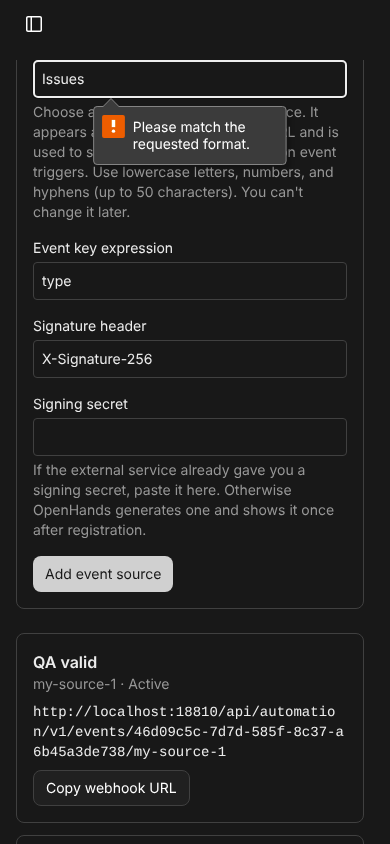 Issues
Please match the
requested format.
Choose a ce. It
appears a L and is
used to s n event
triggers. Use lowercase letters, numbers, and
hyphens (up to 50 characters). You can't
change it later.
Event key expression
type
Signature header
X-Signature-256
Signing secret
If the external service already gave you a
signing secret, paste it here. Otherwise
OpenHands generates one and shows it once
after registration.
Add event source
QA valid
my-source-1 · Active
http://localhost:18810/api/automatio
n/v1/events/46d09c5c-7d7d-585f-8c37-a
6b45a3de738/my-source-1
Copy webhook URL